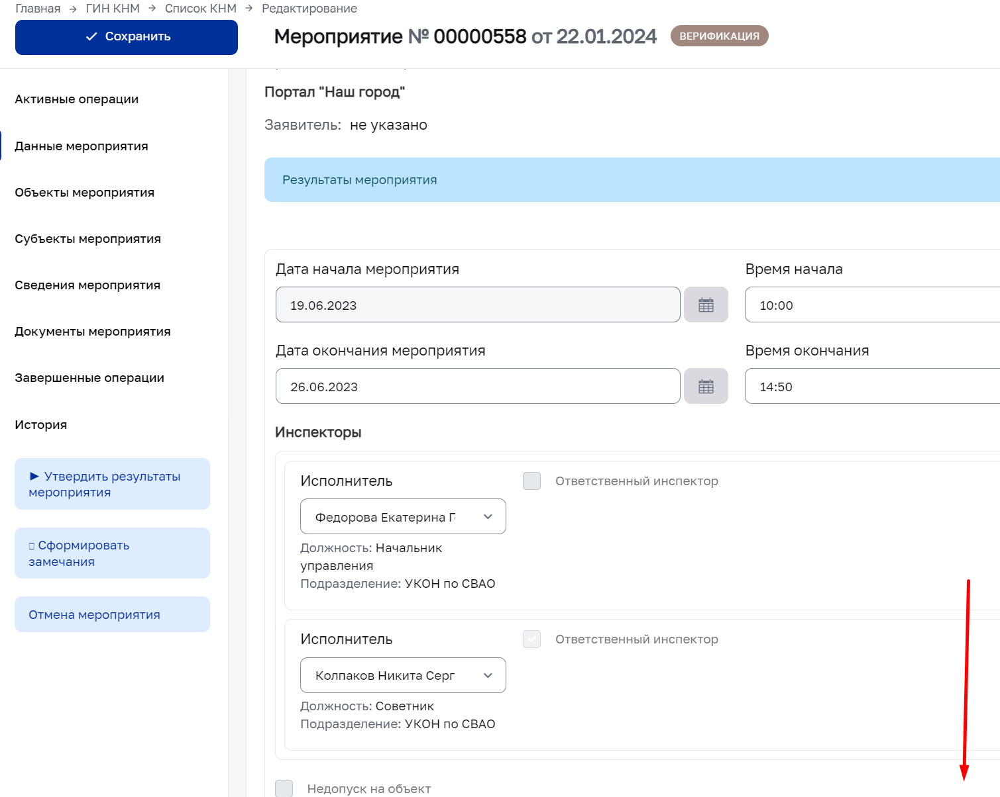 Главная → ГИН КНМ → Список КНМ → Редактирование
Сохранить
Мероприятие № 00000558 от 22.01.2024
ВЕРИФИКАЦИЯ
Активные операции
Данные мероприятия
Объекты мероприятия
Субъекты мероприятия
Сведения мероприятия
Документы мероприятия
Завершенные операции
История
► Утвердить результаты
мероприятия
Сформировать
замечания
Отмена мероприятия
Портал "Наш город"
Заявитель: не указано
Результаты мероприятия
Дата начала мероприятия
Время начала
19.06.2023
10:00
Дата окончания мероприятия
Время окончания
26.06.2023
14:50
Инспекторы
Исполнитель
Ответственный инспектор
Федорова Екатерина
Должность: Начальник
управления
Подразделение: УКОН по СВАО
Исполнитель
Ответственный инспектор
Колпаков Никита Серг
Должность: Советник
Подразделение: УКОН по СВАО
Недопуск на объект